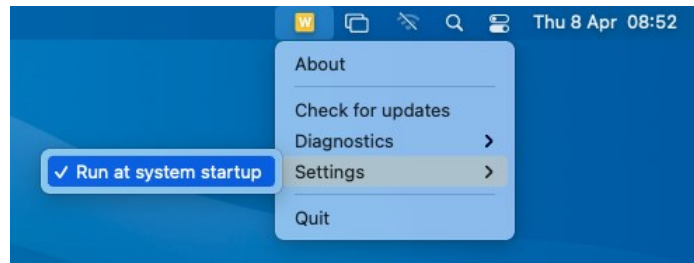 W
Thu 8 Apr 08:52
About
Check for updates
Diagnostics
Settings
✓ Run at system startup
Quit